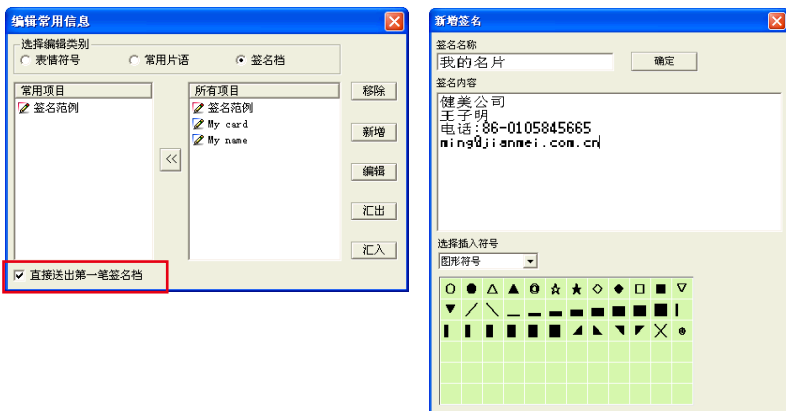 编辑常用信息
选择编辑类别
表情符号
常用片语
签名档
常用项目
签名范例
所有项目
签名范例
My card
My name
<<
移除
新增
编辑
汇出
汇入
直接送出第一笔签名档
新增签名
签名名称
我的名片
确定
签名内容
健美公司
王子明
电话:86-0105845665
ming@jianmei.com.cn
选择插入符号
图形符号